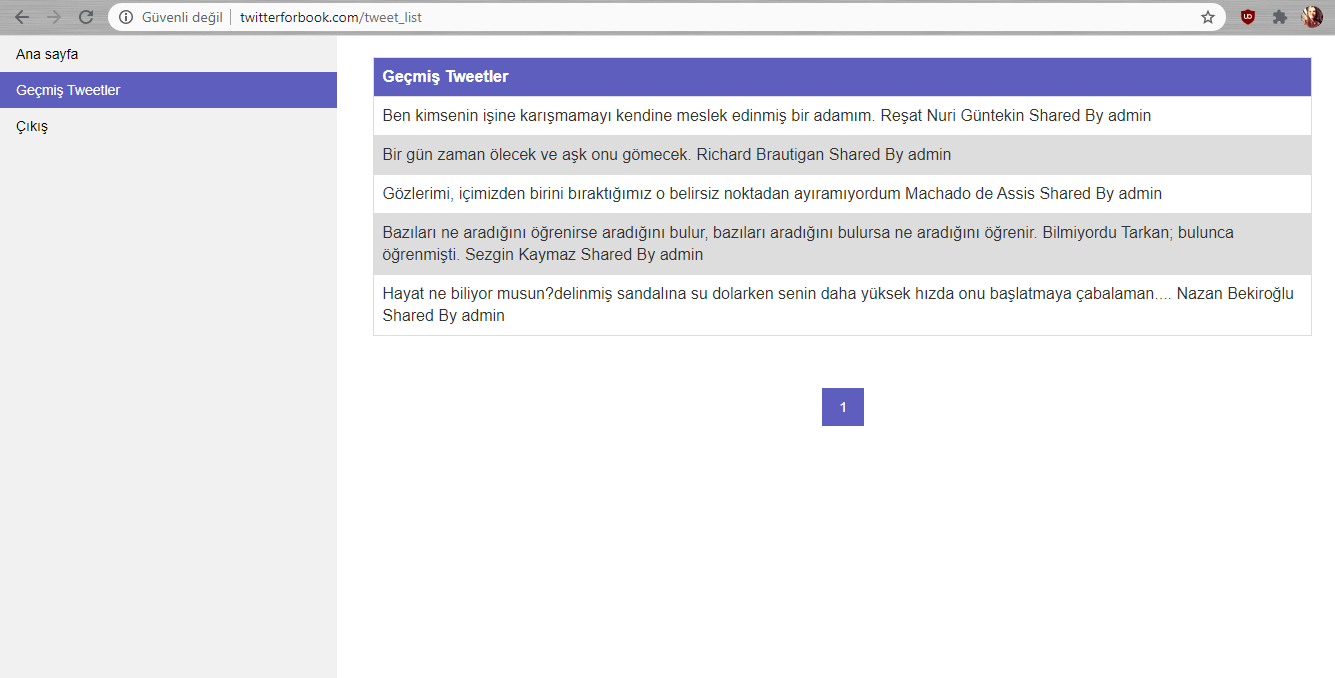 Güvenli değil | twitterforbook.com/tweet_list
Ana sayfa
Geçmiş Tweetler
Çıkış
Geçmiş Tweetler
Ben kimsenin işine karışmamayı kendine meslek edinmiş bir adamım. Reşat Nuri Güntekin Shared By admin
Bir gün zaman ölecek ve aşk onu gömecek. Richard Brautigan Shared By admin
Gözlerimi, içimizden birini bıraktığımız o belirsiz noktadan ayıramıyordum Machado de Assis Shared By admin
Bazıları ne aradığını öğrenirse aradığını bulur, bazıları aradığını bulursa ne aradığını öğrenir. Bilmiyordu Tarkan; bulunca
öğrenmişti. Sezgin Kaymaz Shared By admin
Hayat ne biliyor musun?delinmiş sandalına su dolarken senin daha yüksek hızda onu başlatmaya çabalaman.... Nazan Bekiroğlu
Shared By admin
1